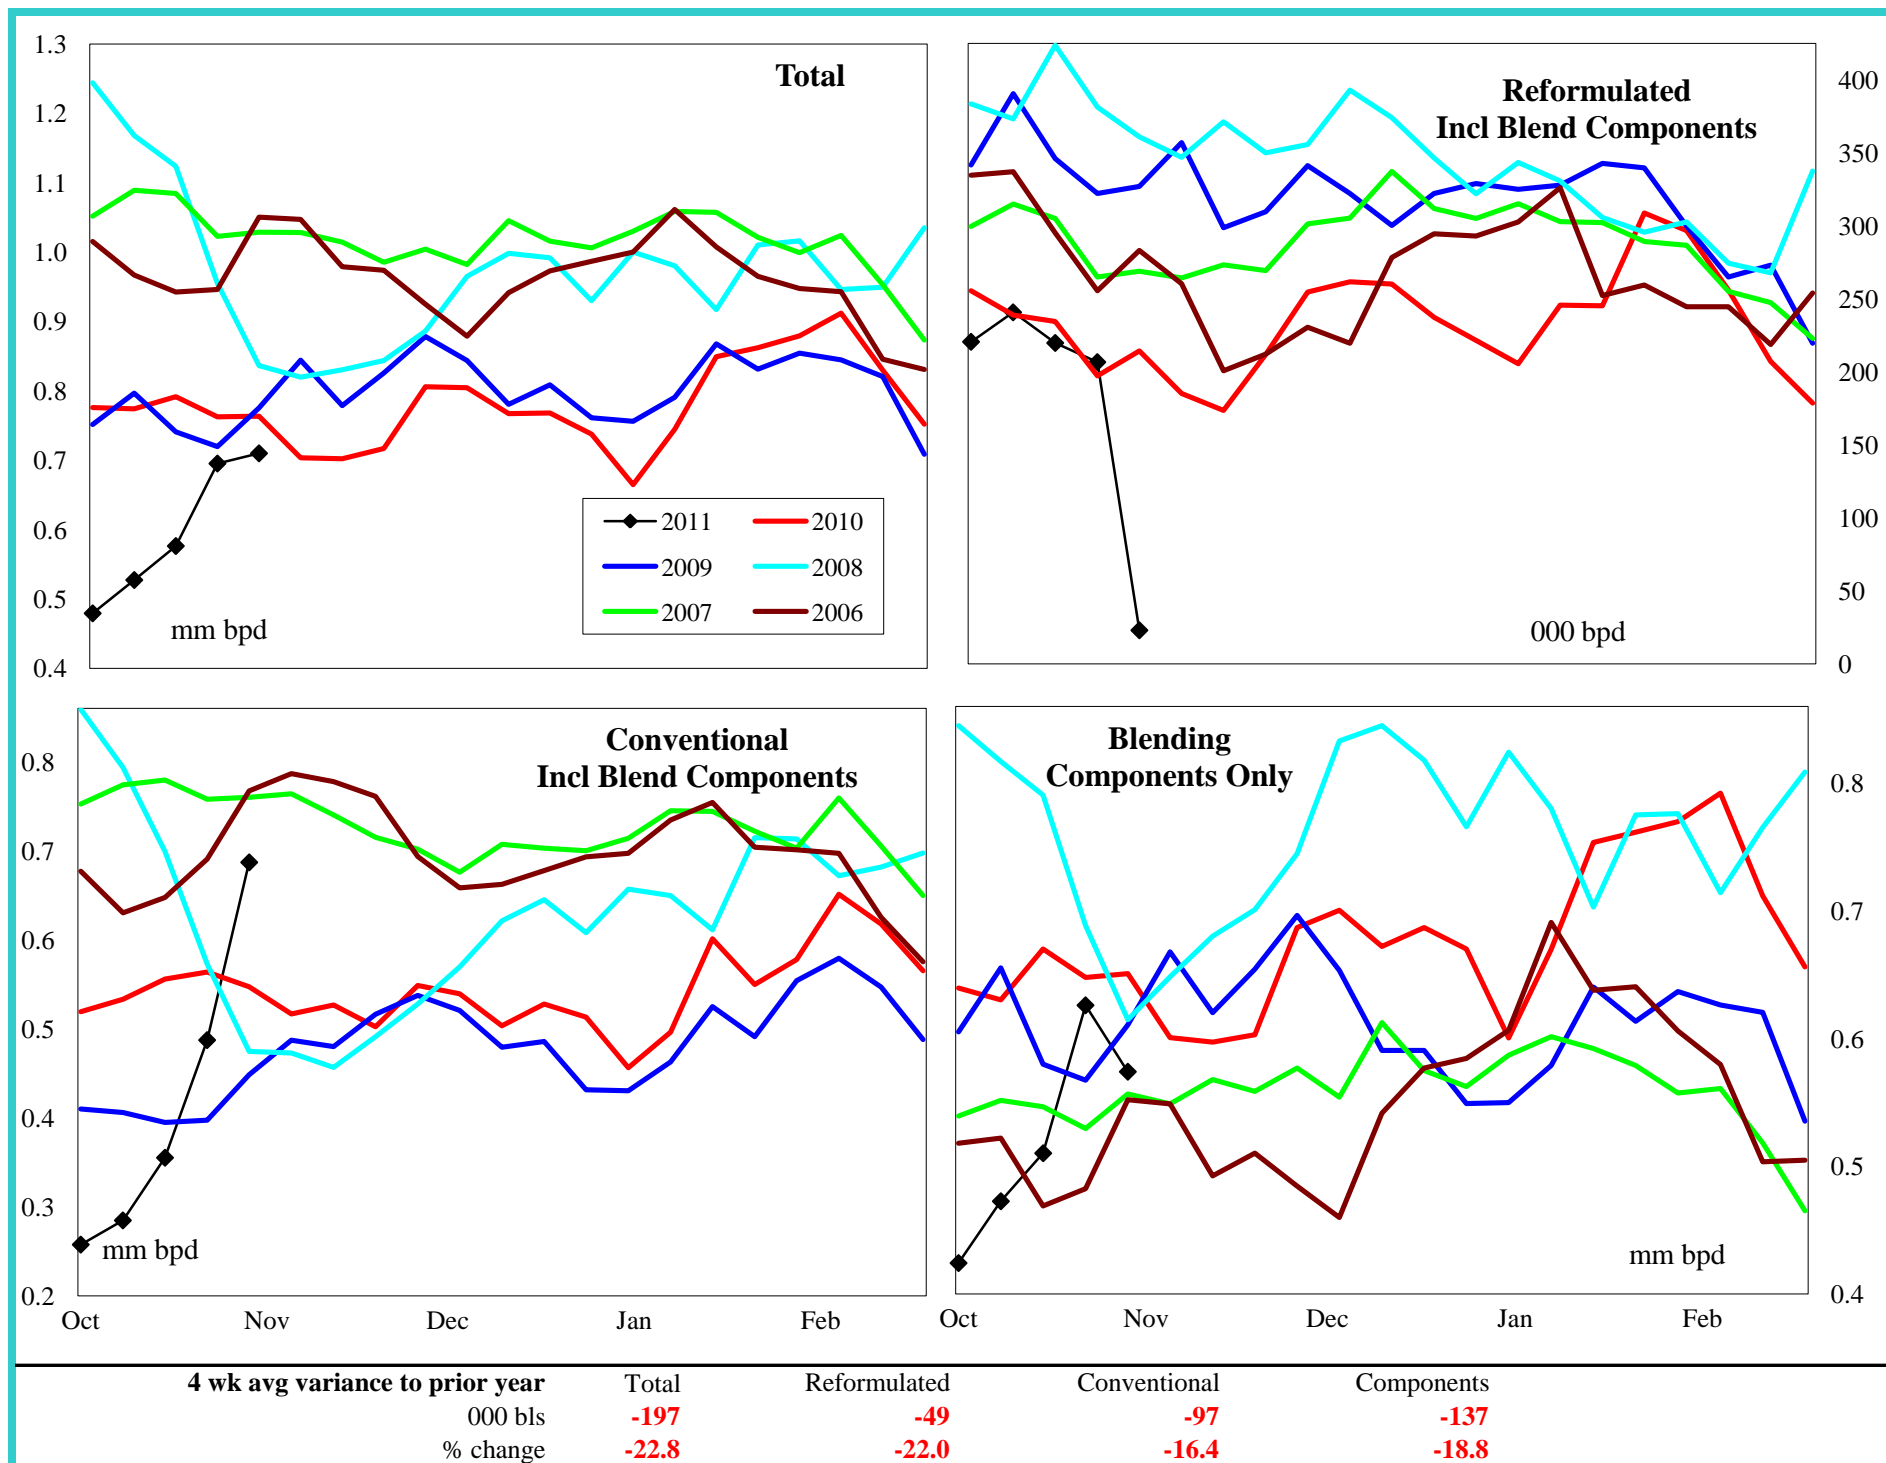 Total
1.3
1.2
1.1
1.0
0.9
0.8
0.7
0.6
0.5
0.4
mm bpd
2011 2010
2009 2008
2007 2006
Reformulated
Incl Blend Components
400
350
300
250
200
150
100
50
0
000 bpd
Conventional
Incl Blend Components
0.8
0.7
0.6
0.5
0.4
0.3
0.2
mm bpd
Oct Nov Dec Jan Feb
Blending
Components Only
0.8
0.7
0.6
0.5
0.4
mm bpd
Oct Nov Dec Jan Feb
4 wk avg variance to prior year Total Reformulated Conventional Components
000 bls -197 -49 -97 -137
% change -22.8 -22.0 -16.4 -18.8